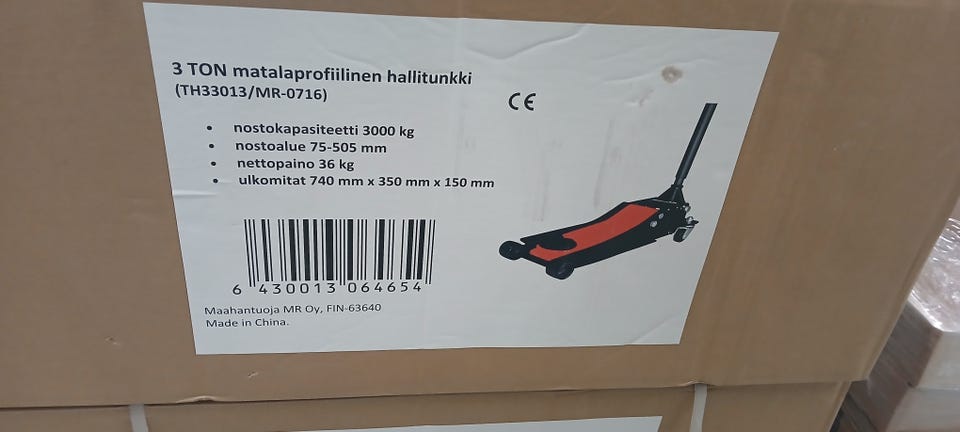 3 TON matalaprofiilinen hallitunkki
(TH33013/MR-0716)
CE
• nostokapasiteetti 3000 kg
• nostoalue 75-505 mm
• nettopaino 36 kg
• ulkomitat 740 mm x 350 mm x 150 mm
6 430013 064654
Maahantuoja MR Oy, FIN-63640
Made in China.